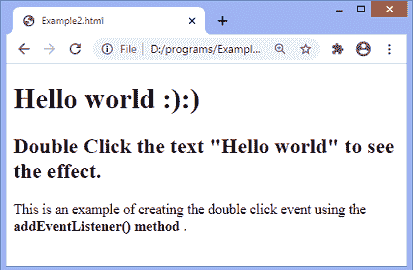 Example2.html
File | D:/programs/Exampl...
Hello world :):)
Double Click the text "Hello world" to see
the effect.
This is an example of creating the double click event using the
addEventListener() method .